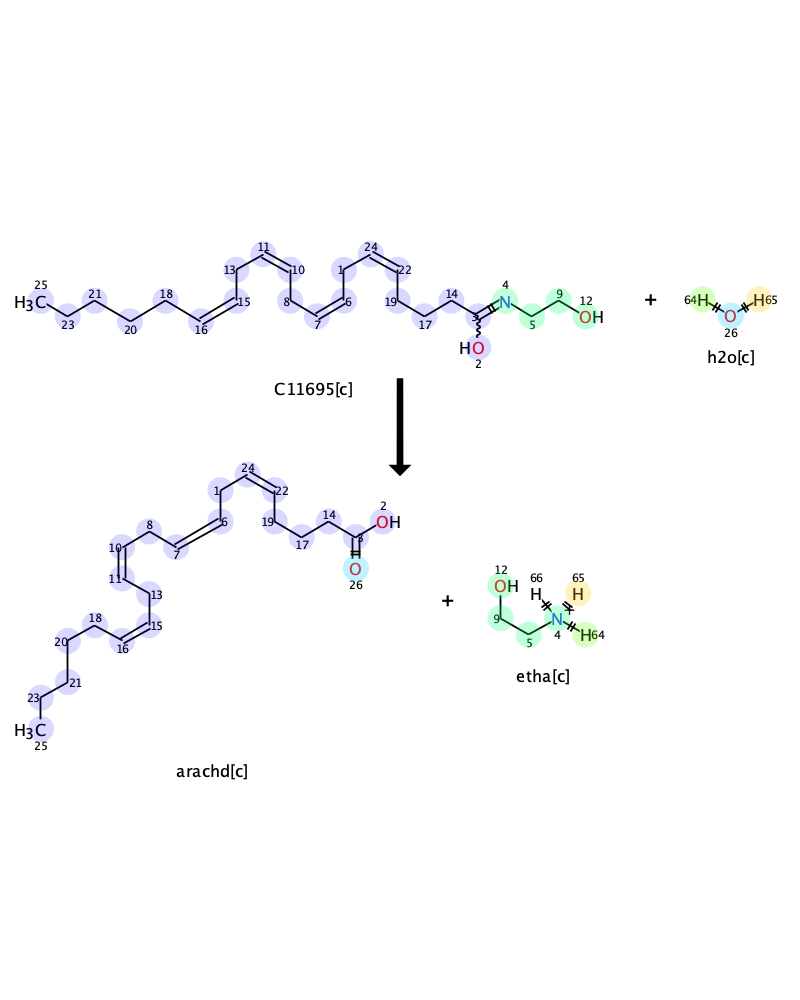 11 24
13 10 1 22
25 21 18 15 8 6 19 14 4 9 12
H3C 3 N OH + 64H H65
23 20 16 7 17 5 O
HO 26
2 h2o[c]
C11695[c]
24
1 22 14 2
8 6 19 3 OH
10 7 17 O
11 26
13 12 66 65
OH H H
18 15 + 9 N H64
20 16 5 4
21 etha[c]
23
H3C
25
arachd[c]